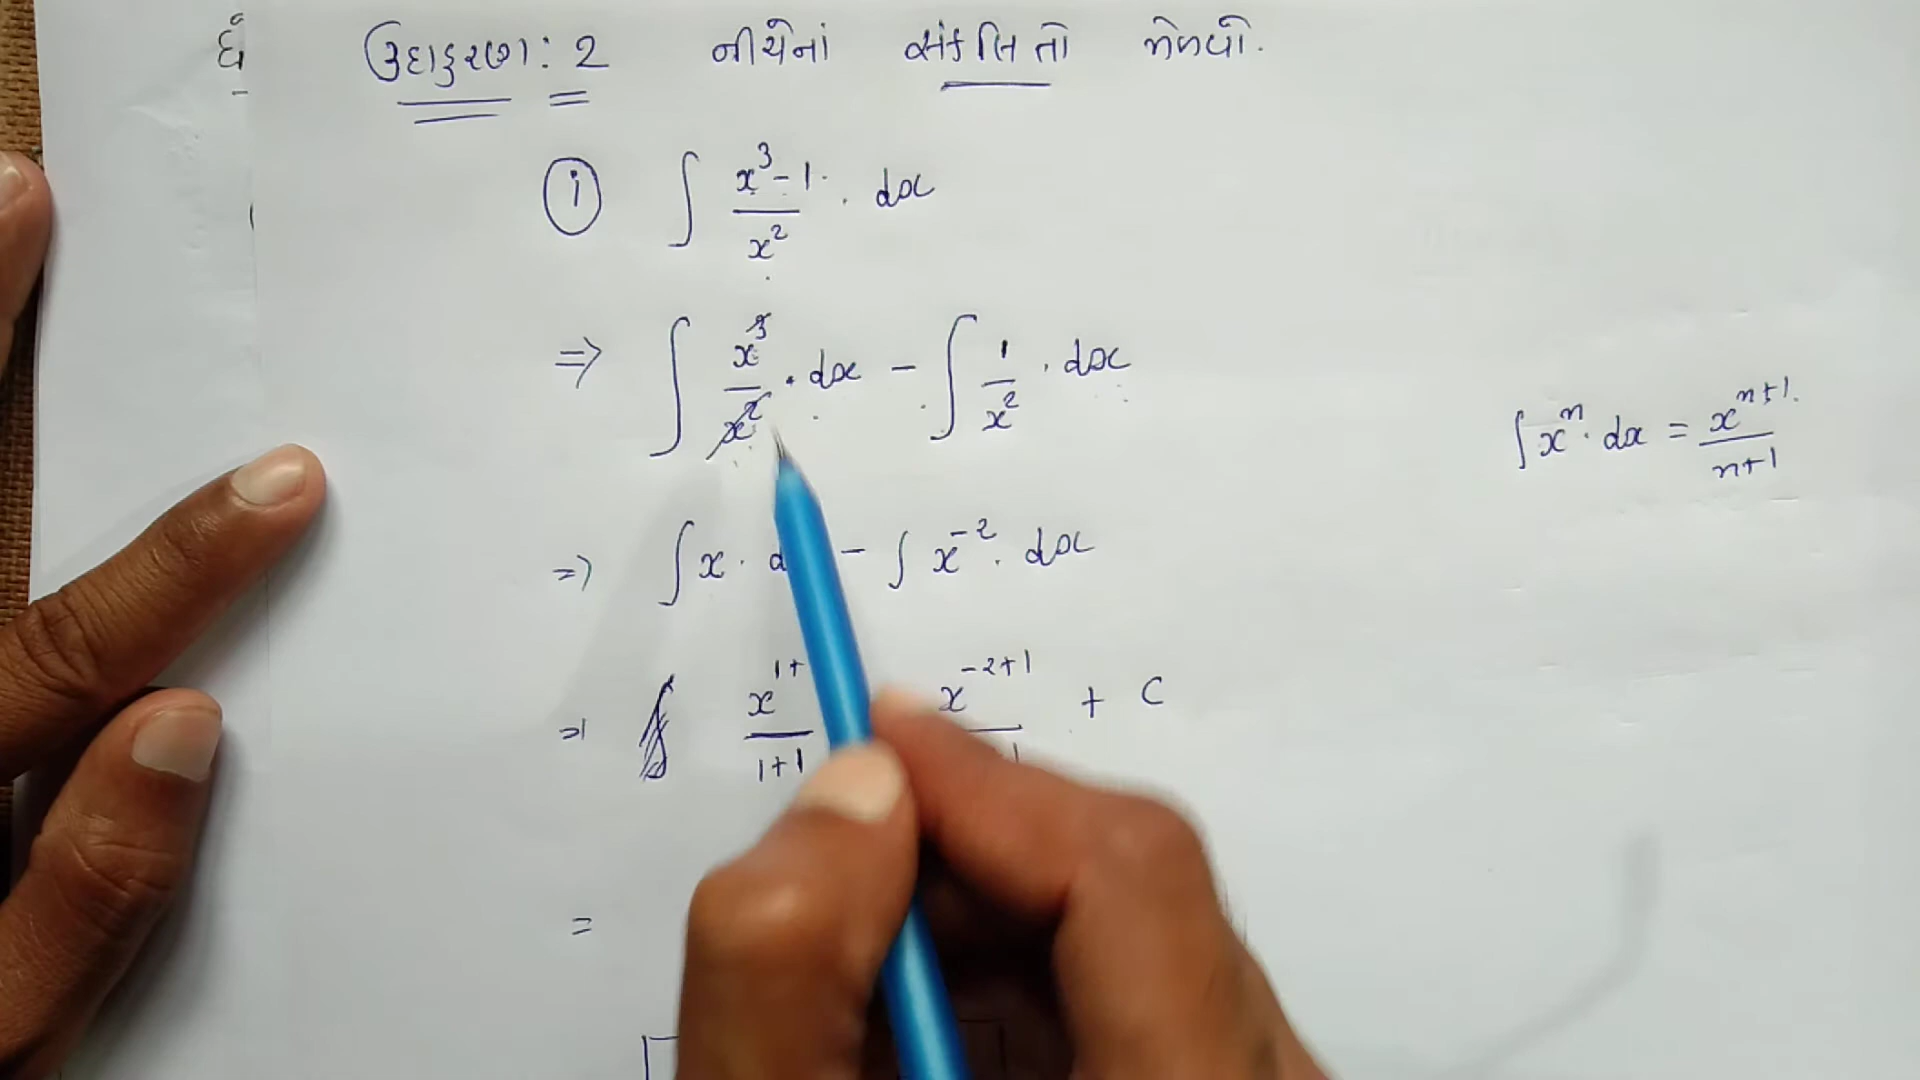 ઉદાહરણ : 2 નીચેનાં સંકલિતો મેળવો.
(i) ∫ x³-1/x² . dx
⇒ ∫ x³/x² . dx - ∫ 1/x² . dx
∫ xⁿ . dx = xⁿ⁺¹/n+1
⇒ ∫ x . d - ∫ x⁻² . dx
⇒ x¹⁺/1+1 x⁻²⁺¹ + C
=